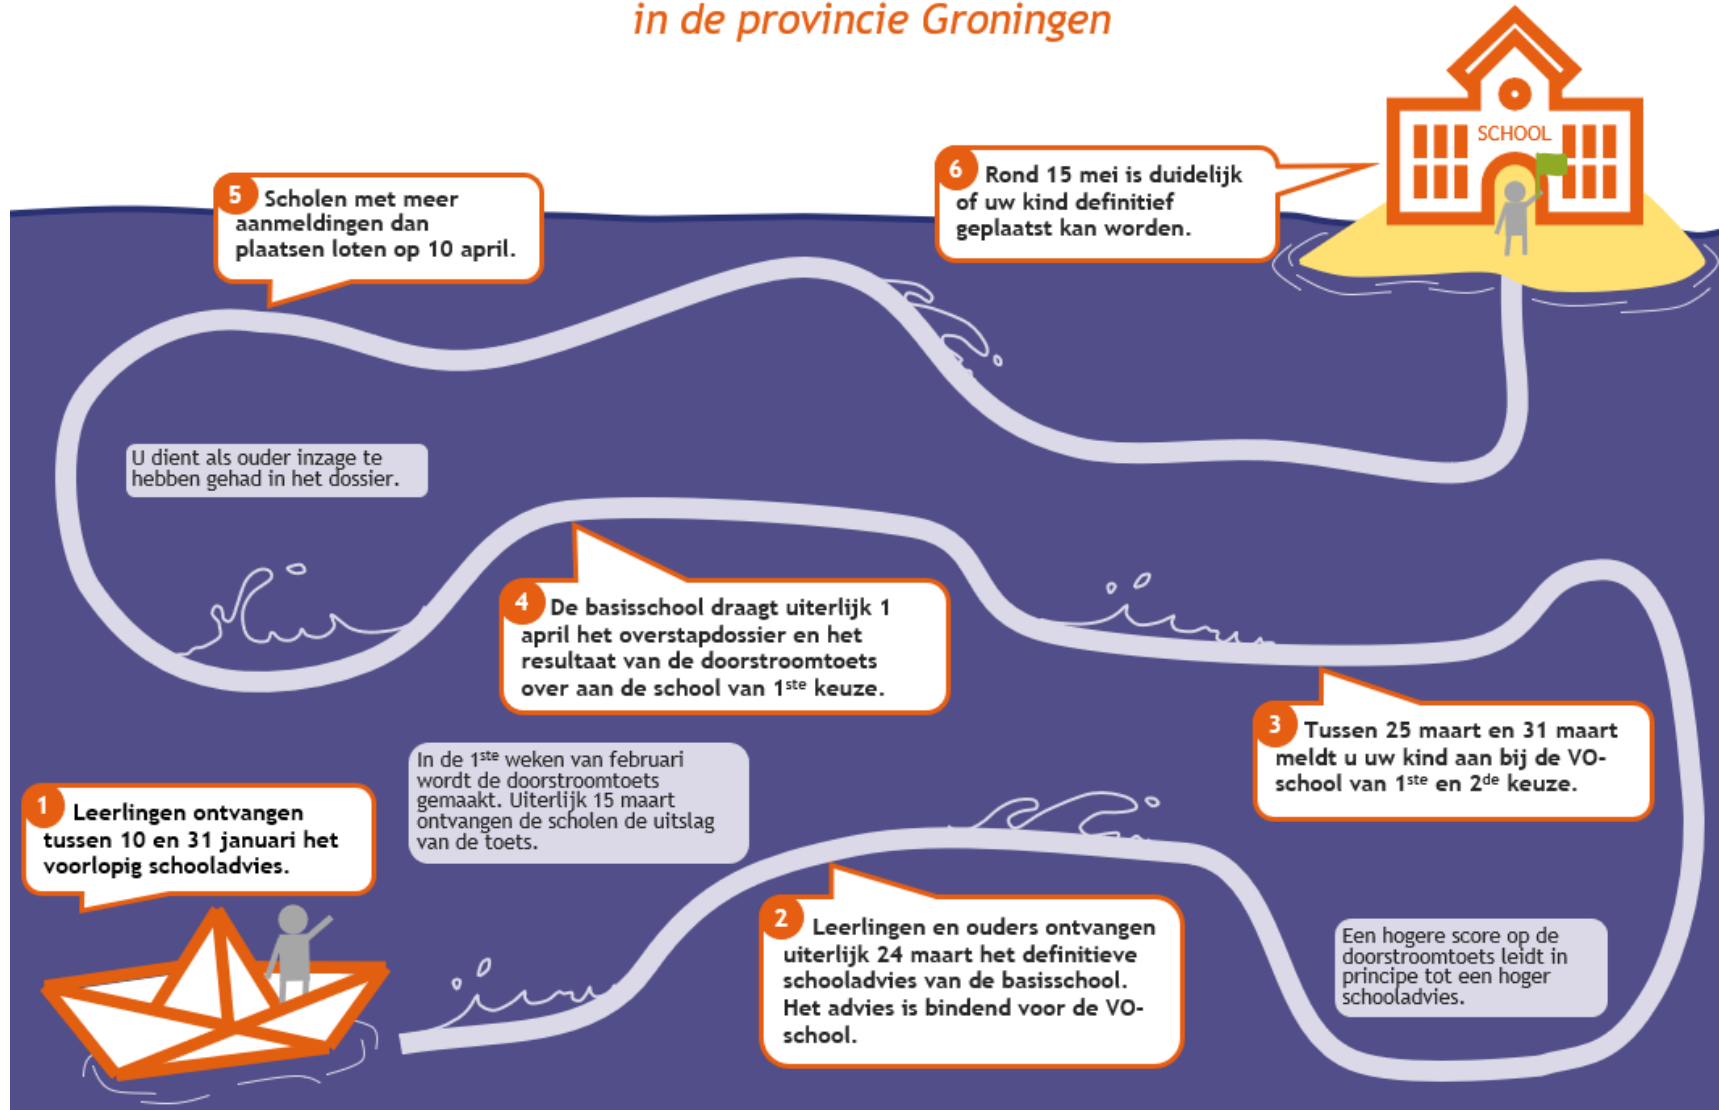 in de provincie Groningen
SCHOOL
6 Rond 15 mei is duidelijk
of uw kind definitief
geplaatst kan worden.
5 Scholen met meer
aanmeldingen dan
plaatsen loten op 10 april.
U dient als ouder inzage te
hebben gehad in het dossier.
4 De basisschool draagt uiterlijk 1
april het overstapdossier en het
resultaat van de doorstroomtoets
over aan de school van 1ste keuze.
3 Tussen 25 maart en 31 maart
meldt u uw kind aan bij de VO-
school van 1ste en 2de keuze.
In de 1ste weken van februari
wordt de doorstroomtoets
gemaakt. Uiterlijk 15 maart
ontvangen de scholen de uitslag
van de toets.
1 Leerlingen ontvangen
tussen 10 en 31 januari het
voorlopig schooladvies.
2 Leerlingen en ouders ontvangen
uiterlijk 24 maart het definitieve
schooladvies van de basisschool.
Het advies is bindend voor de VO-
school.
Een hogere score op de
doorstroomtoets leidt in
principe tot een hoger
schooladvies.